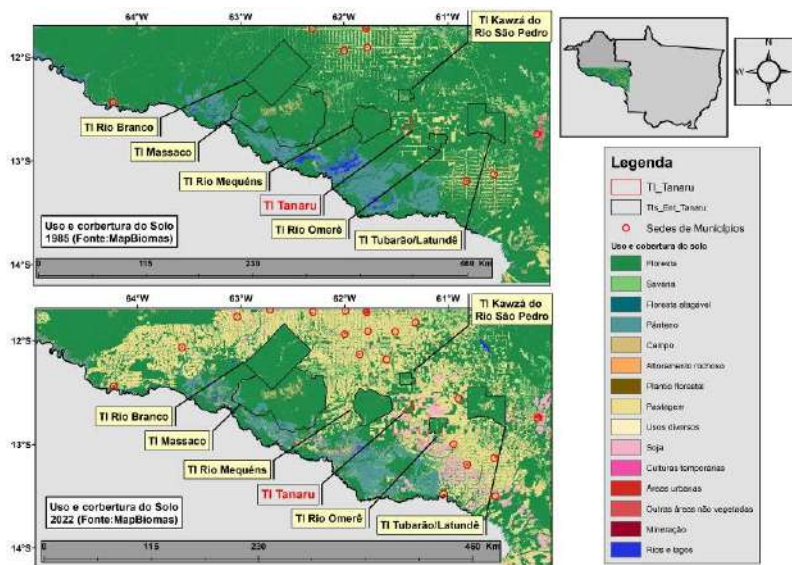 64°W 63°W 62°W 61°W
TI Kawzá do
Rio São Pedro
12°S
TI Rio Branco
TI Massaco
13°S
TI Rio Mequéns
TI Tanaru
TI Rio Omerê
TI Tubarão/Latundê
Uso e corbertura do Solo
1985 (Fonte:MapBiomas)
14°S
0 115 230 460 Km
64°W 63°W 62°W 61°W
TI Kawzá do
Rio São Pedro
12°S
TI Rio Branco
TI Massaco
13°S
TI Rio Mequéns
TI Tanaru
TI Rio Omerê
TI Tubarão/Latundê
Uso e corbertura do Solo
2022 (Fonte:MapBiomas)
14°S
0 115 230 460 Km
N
W E
S
Legenda
TI_Tanaru
TIs_Ent_Tanaru
Sedes de Municípios
Uso e cobertura do solo
Floresta
Savana
Floresta alagável
Pântano
Campo
Afloramento rochoso
Plantio florestal
Pastagem
Usos diversos
Soja
Culturas temporárias
Áreas urbanas
Outras áreas não vegetadas
Mineração
Rios e lagos